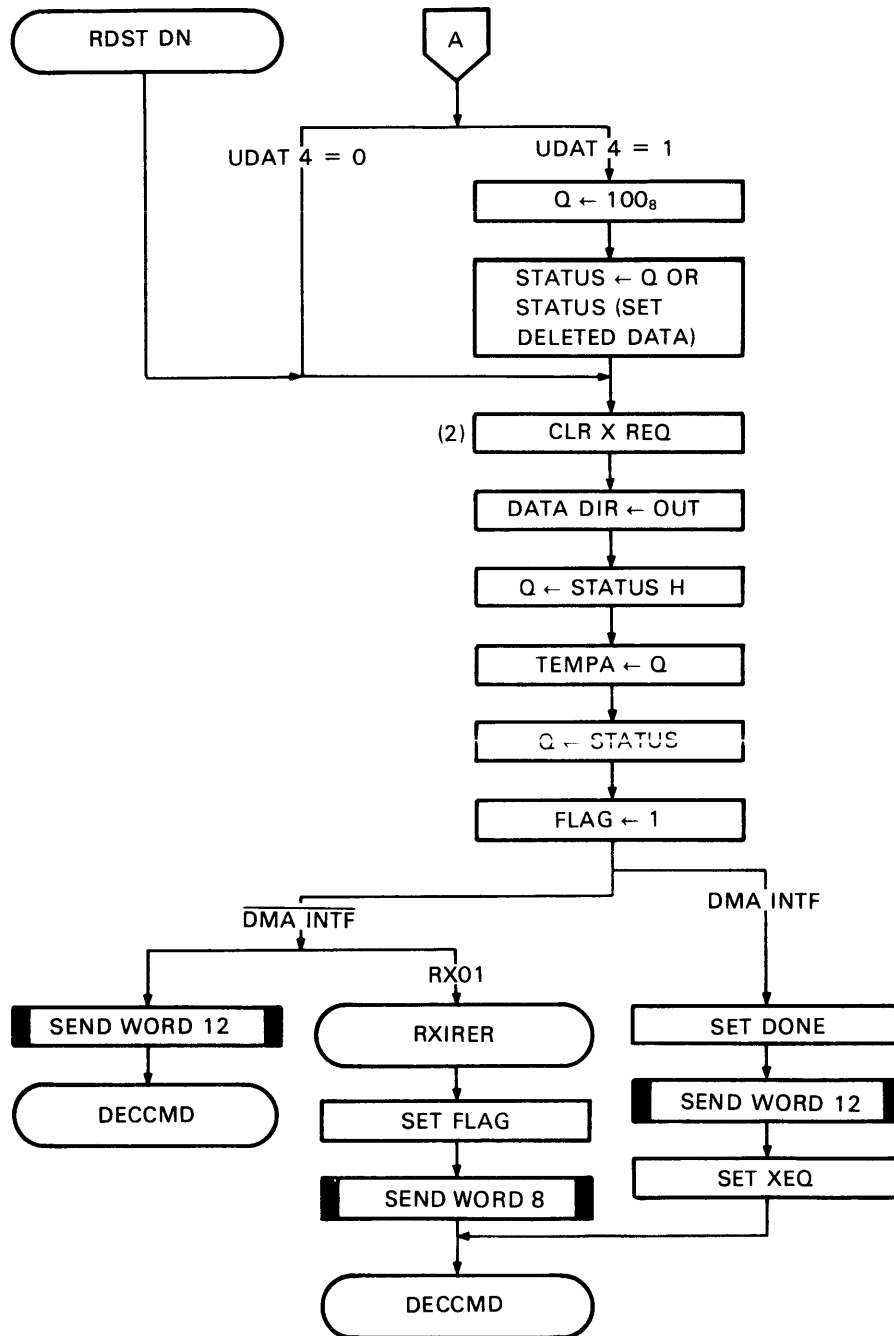 RDST DN
A
UDAT 4 = 0
UDAT 4 = 1
Q ← 100₈
STATUS ← Q OR
STATUS (SET
DELETED DATA)
(2)
CLR X REQ
DATA DIR ← OUT
Q ← STATUS H
TEMPA ← Q
Q ← STATUS
FLAG ← 1
DMA INTF
DMA INTF
RX01
SEND WORD 12
RXIRER
SET DONE
DECCMD
SET FLAG
SEND WORD 12
SEND WORD 8
SET XEQ
DECCMD